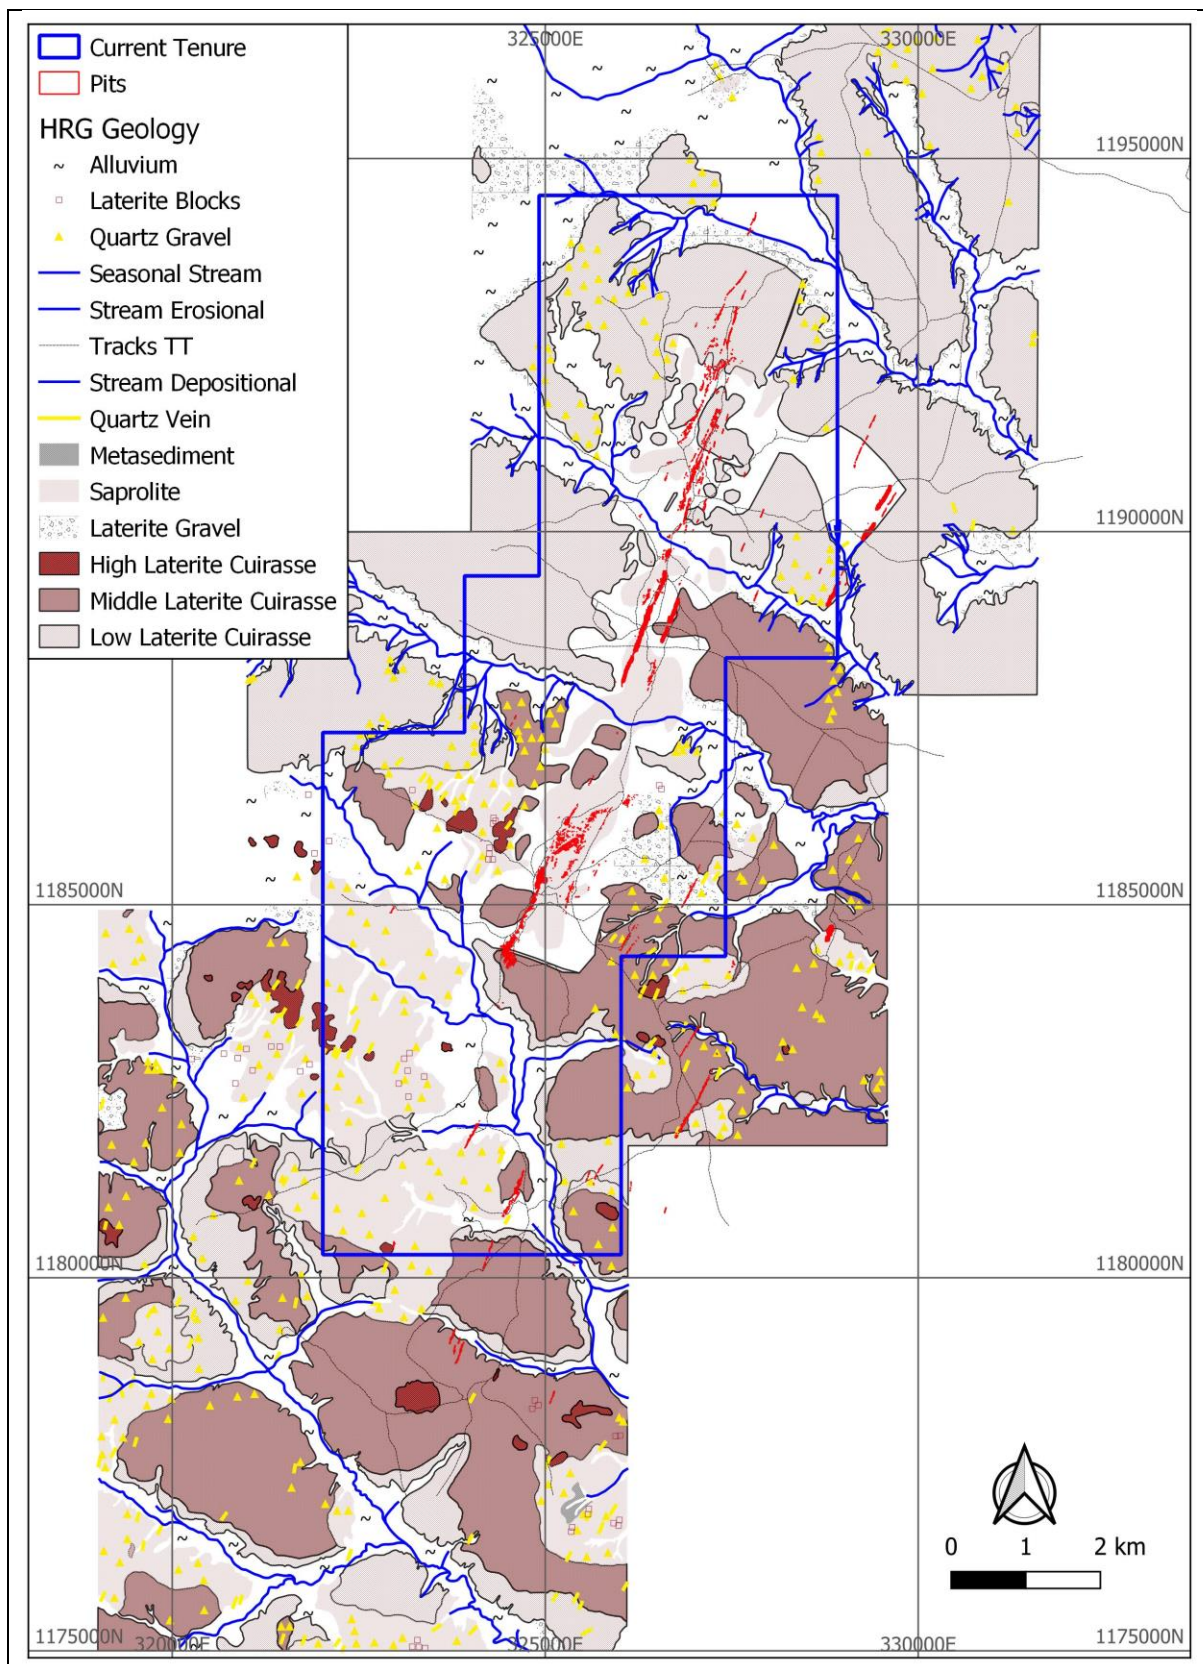 Current Tenure
Pits
HRG Geology
Alluvium
Laterite Blocks
Quartz Gravel
Seasonal Stream
Stream Erosional
Tracks TT
Stream Depositional
Quartz Vein
Metasediment
Saprolite
Laterite Gravel
High Laterite Cuirasse
Middle Laterite Cuirasse
Low Laterite Cuirasse
325000E 330000E
1195000N
1190000N
1185000N 1185000N
1180000N 1180000N
0 1 2 km
1175000N 320000E 325000E 330000E 1175000N